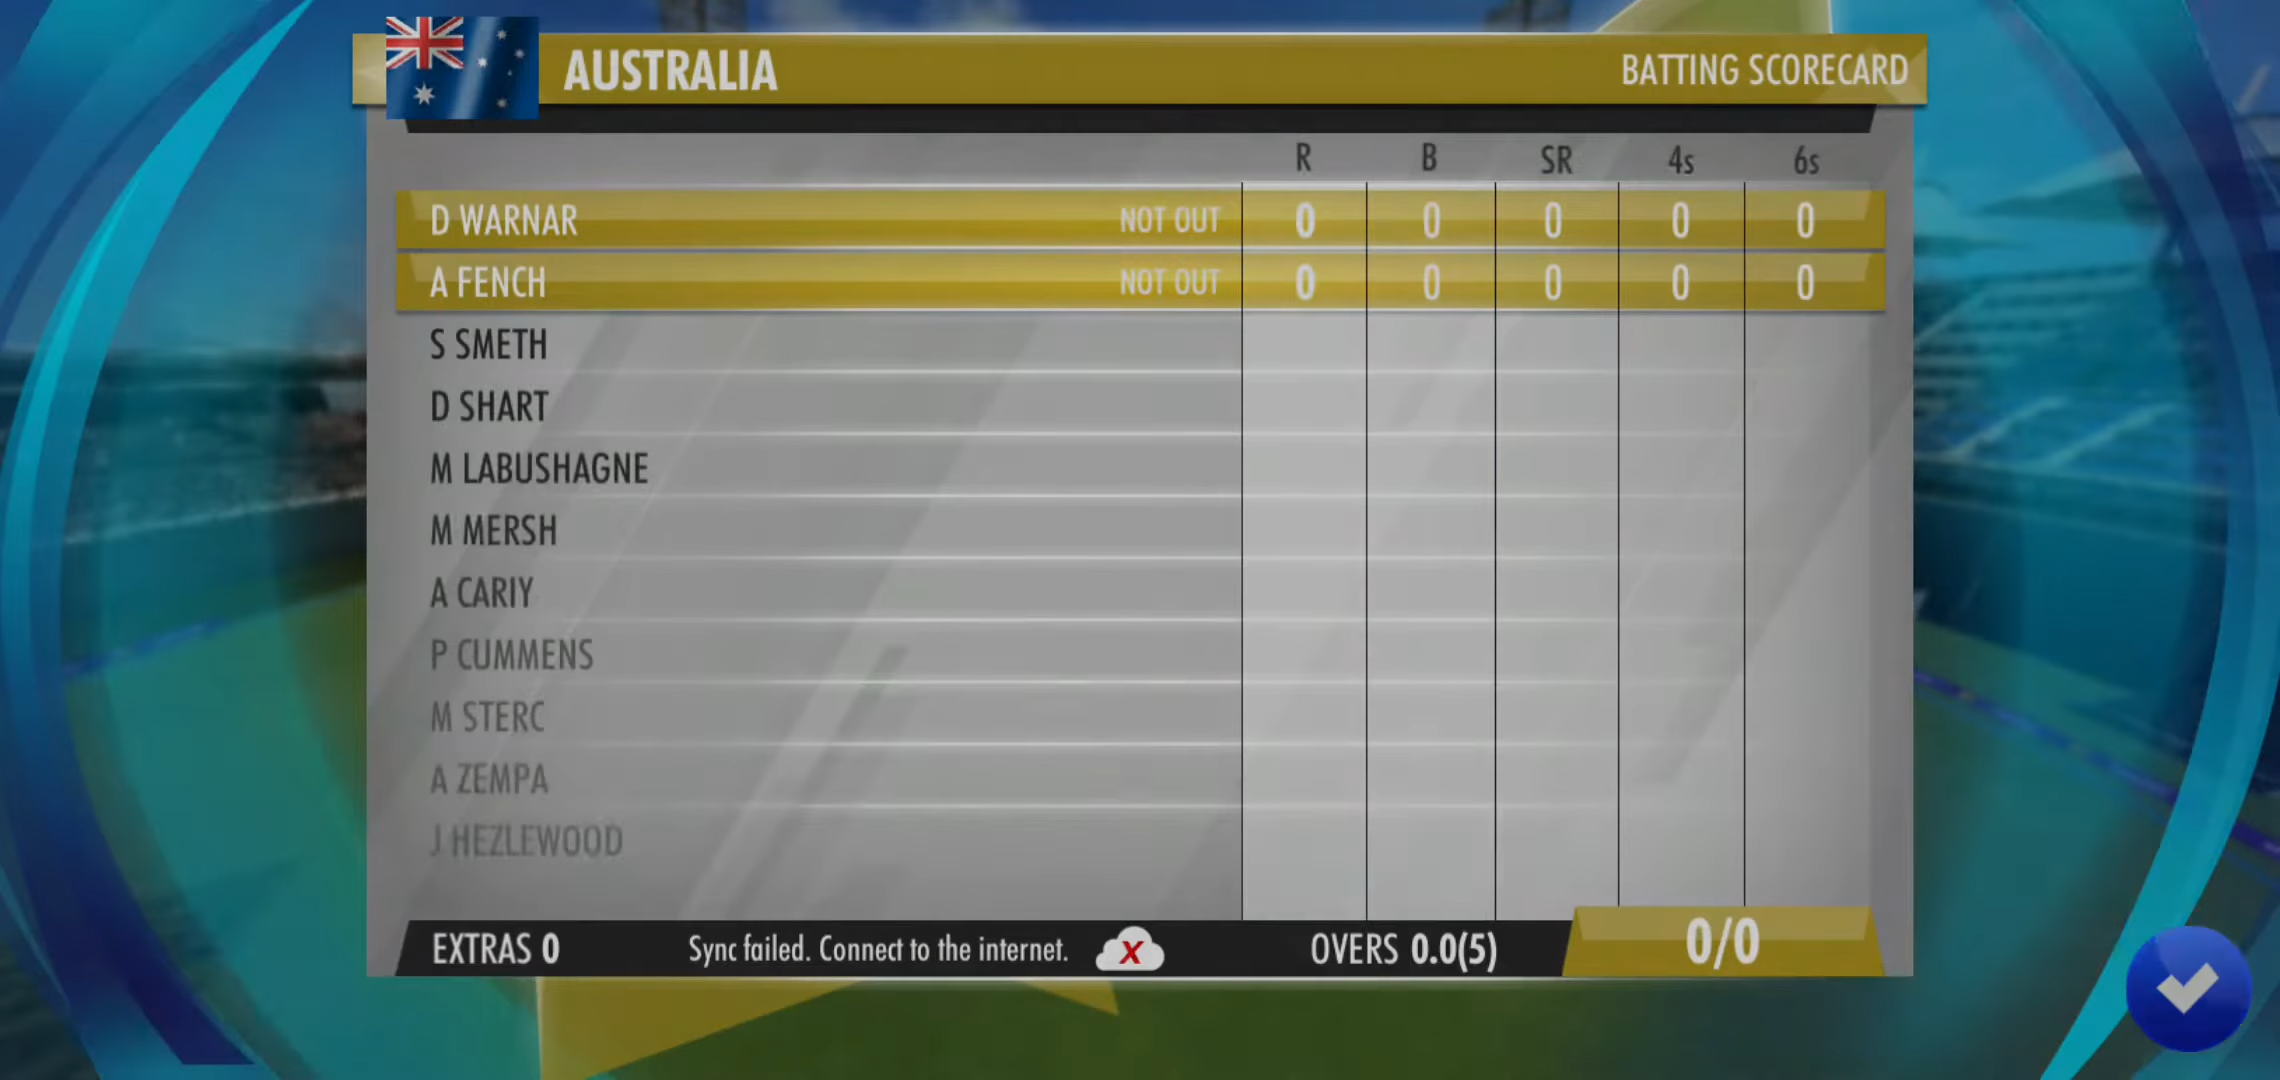 AUSTRALIA BATTING SCORECARD
R B SR 4s 6s
D WARNAR NOT OUT 0 0 0 0 0
A FENCH NOT OUT 0 0 0 0 0
S SMETH
D SHART
M LABUSHAGNE
M MERSH
A CARIY
P CUMMENS
M STERC
A ZEMPA
J HEZLEWOOD
EXTRAS 0 Sync failed. Connect to the internet. X OVERS 0.0(5) 0/0